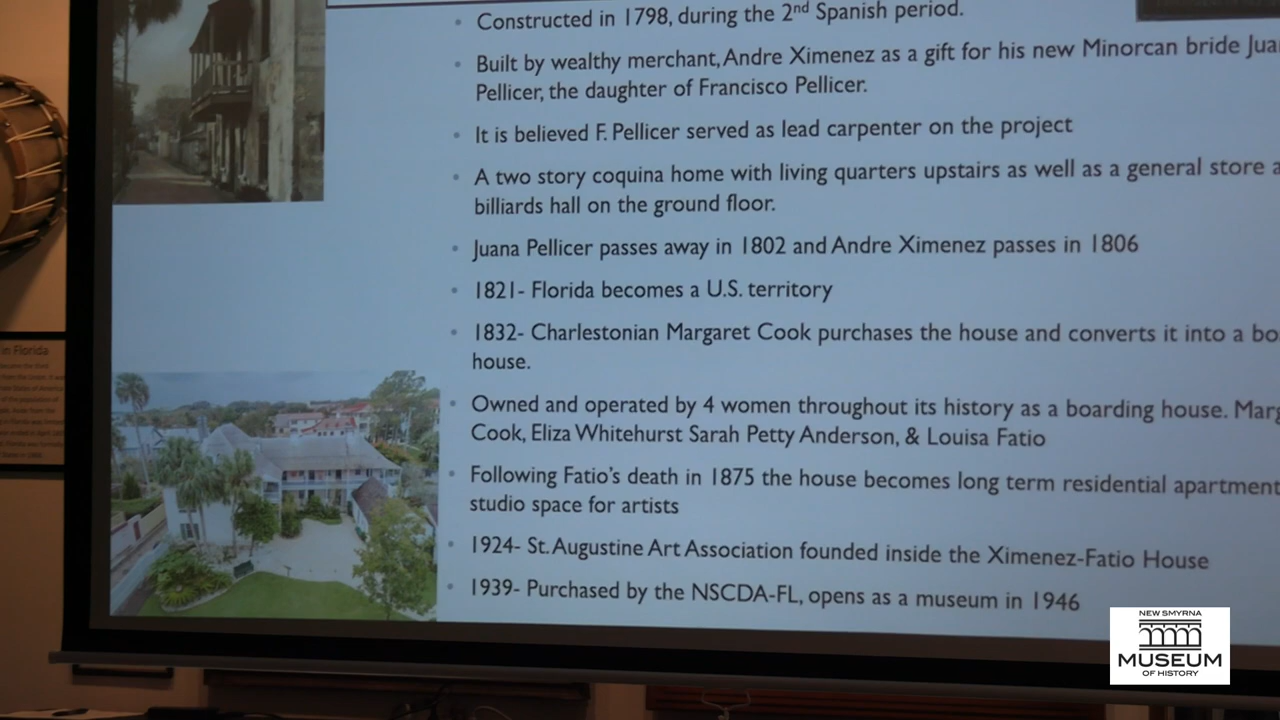 Constructed in 1798, during the 2nd Spanish period.
Built by wealthy merchant, Andre Ximenez as a gift for his new Minorcan bride
Pellicer, the daughter of Francisco Pellicer.
It is believed F. Pellicer served as lead carpenter on the project
A two story coquina home with living quarters upstairs as well as a general store
billiards hall on the ground floor.
Juana Pellicer passes away in 1802 and Andre Ximenez passes in 1806
1821- Florida becomes a U.S. territory
1832- Charlestonian Margaret Cook purchases the house and converts it into a
house.
Owned and operated by 4 women throughout its history as a boarding house.
Cook, Eliza Whitehurst Sarah Petty Anderson, & Louisa Fatio
Following Fatio's death in 1875 the house becomes long term residential apartment
studio space for artists
1924- St. Augustine Art Association founded inside the Ximenez-Fatio House
1939- Purchased by the NSCDA-FL, opens as a museum in 1946
in Florida
NEW SMYRNA
MUSEUM
OF HISTORY